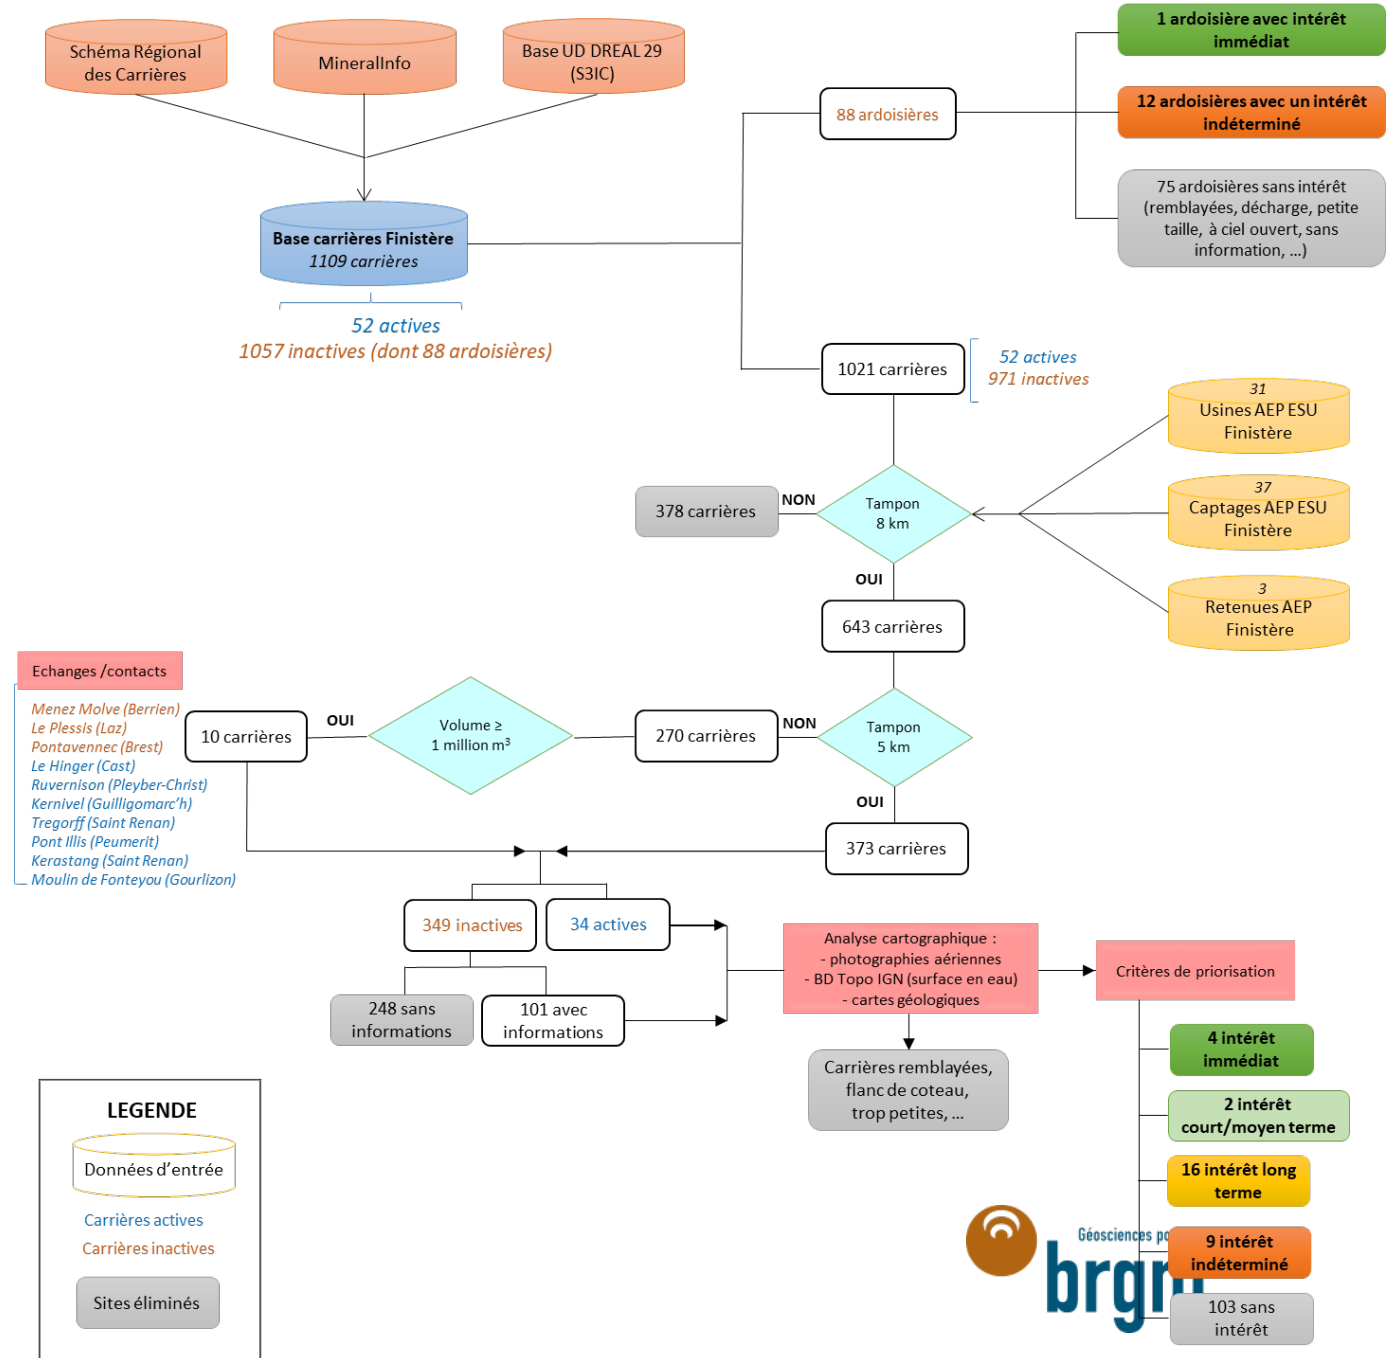 Schéma Régional
des Carrières
MineralInfo
Base UD DREAL 29
(S3IC)
Base carrières Finistère
1109 carrières
52 actives
1057 inactives (dont 88 ardoisières)
88 ardoisières
1 ardoisière avec intérêt
immédiat
12 ardoisières avec un intérêt
indéterminé
75 ardoisières sans intérêt
(remblayées, décharge, petite
taille, à ciel ouvert, sans
information, …)
1021 carrières
52 actives
971 inactives
31
Usines AEP ESU
Finistère
37
Captages AEP ESU
Finistère
3
Retenues AEP
Finistère
Tampon
8 km
NON
378 carrières
OUI
643 carrières
Tampon
5 km
NON
270 carrières
Volume ≥
1 million m³
OUI
10 carrières
Echanges /contacts
Menez Molve (Berrien)
Le Plessis (Laz)
Pontavennec (Brest)
Le Hinger (Cast)
Ruvernison (Pleyber-Christ)
Kernivel (Guilligomarc’h)
Tregorff (Saint Renan)
Pont Illis (Peumerit)
Kerastang (Saint Renan)
Moulin de Fonteyou (Gourlizon)
OUI
373 carrières
349 inactives
34 actives
248 sans
informations
101 avec
informations
Analyse cartographique :
- photographies aériennes
- BD Topo IGN (surface en eau)
- cartes géologiques
Carrières remblayées,
flanc de coteau,
trop petites, …
Critères de priorisation
4 intérêt
immédiat
2 intérêt
court/moyen terme
16 intérêt long
terme
9 intérêt
indéterminé
103 sans
intérêt
Géosciences
brgm
LEGENDE
Données d’entrée
Carrières actives
Carrières inactives
Sites éliminés